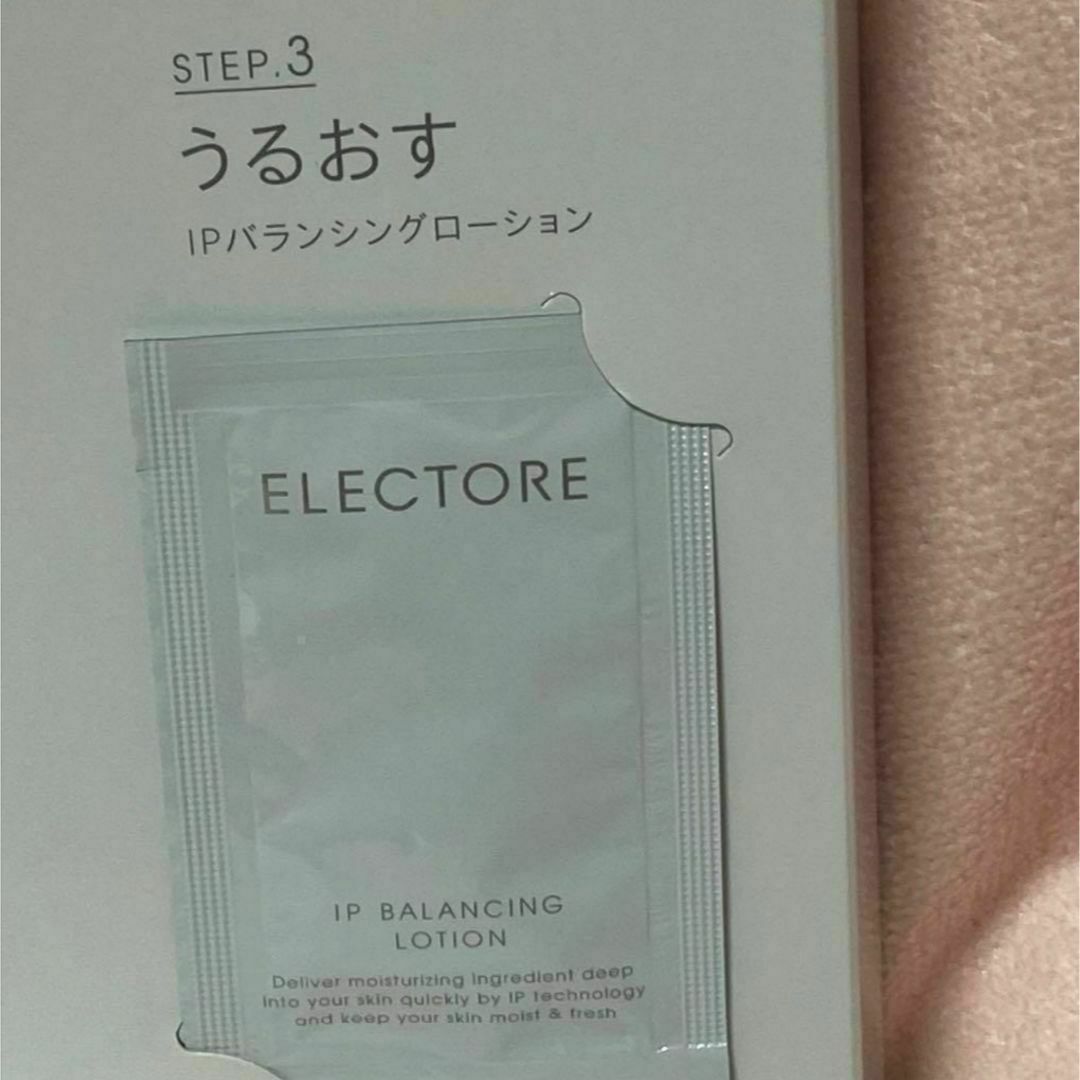 STEP.3
うるおす
IPバランシングローション
ELECTORE
IP BALANCING
LOTION
Deliver moisturizing ingredient deep
into your skin quickly by IP technology
and keep your skin moist & fresh